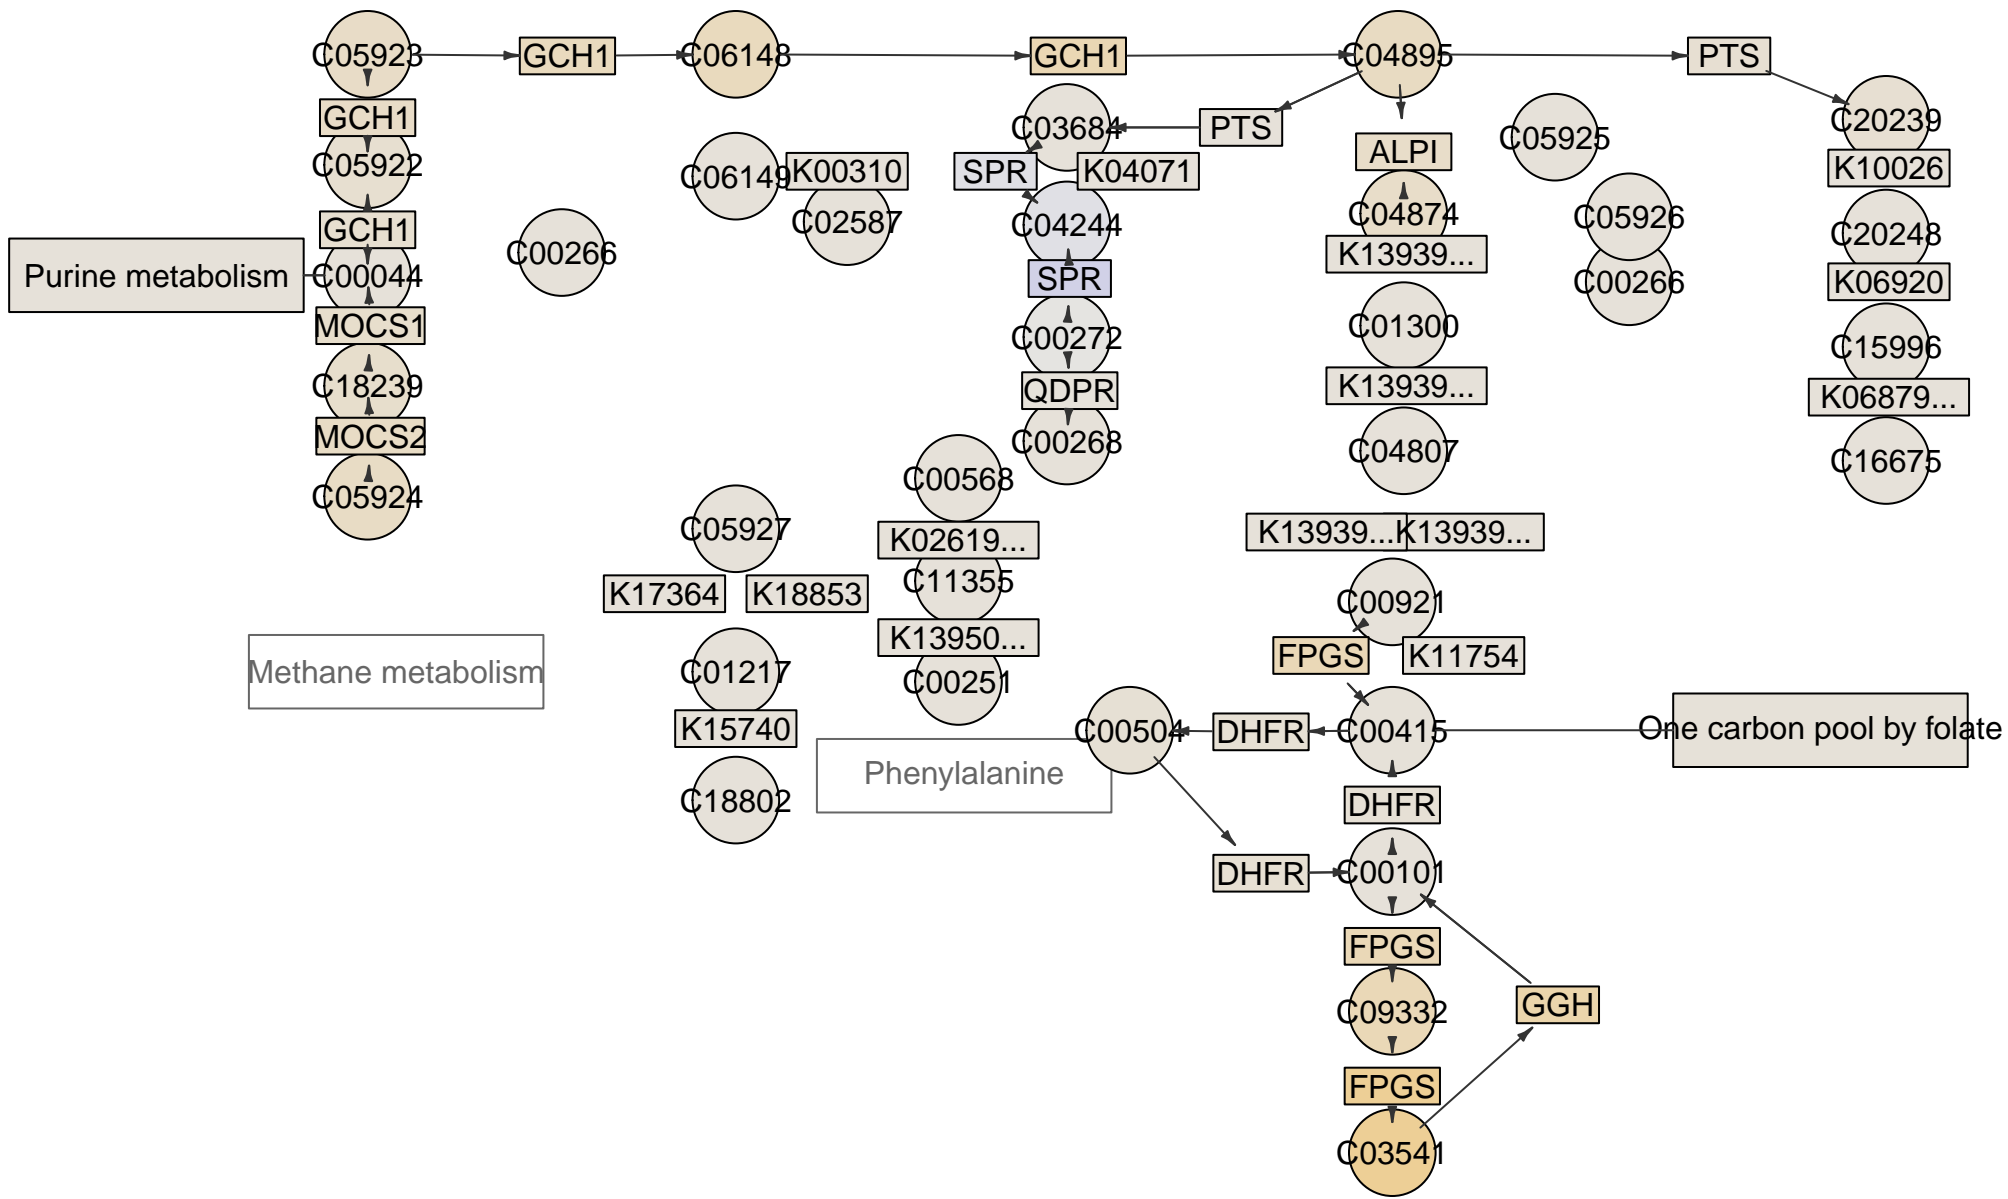 C05923
GCH1
C06148
GCH1
C04895
PTS
GCH1
C03684
PTS
C20239
C05925
C05922
C06149
K00310
SPR
K04071
ALPI
K10026
GCH1
C02587
C04244
C04874
C05926
C20248
C00266
K13939...
Purine metabolism
C00044
SPR
C00266
K06920
MOCS1
C00272
C01300
C15996
C18239
QDPR
K13939...
K06879...
MOCS2
C00268
C04807
C16675
C05924
C00568
C05927
K02619...
K13939...
K13939...
K17364
K18853
C11355
C00921
K13950...
FPGS
K11754
Methane metabolism
C01217
C00251
K15740
C00504
DHFR
C00415
One carbon pool by folate
Phenylalanine
C18802
DHFR
DHFR
C00101
FPGS
C09332
GGH
FPGS
C03541